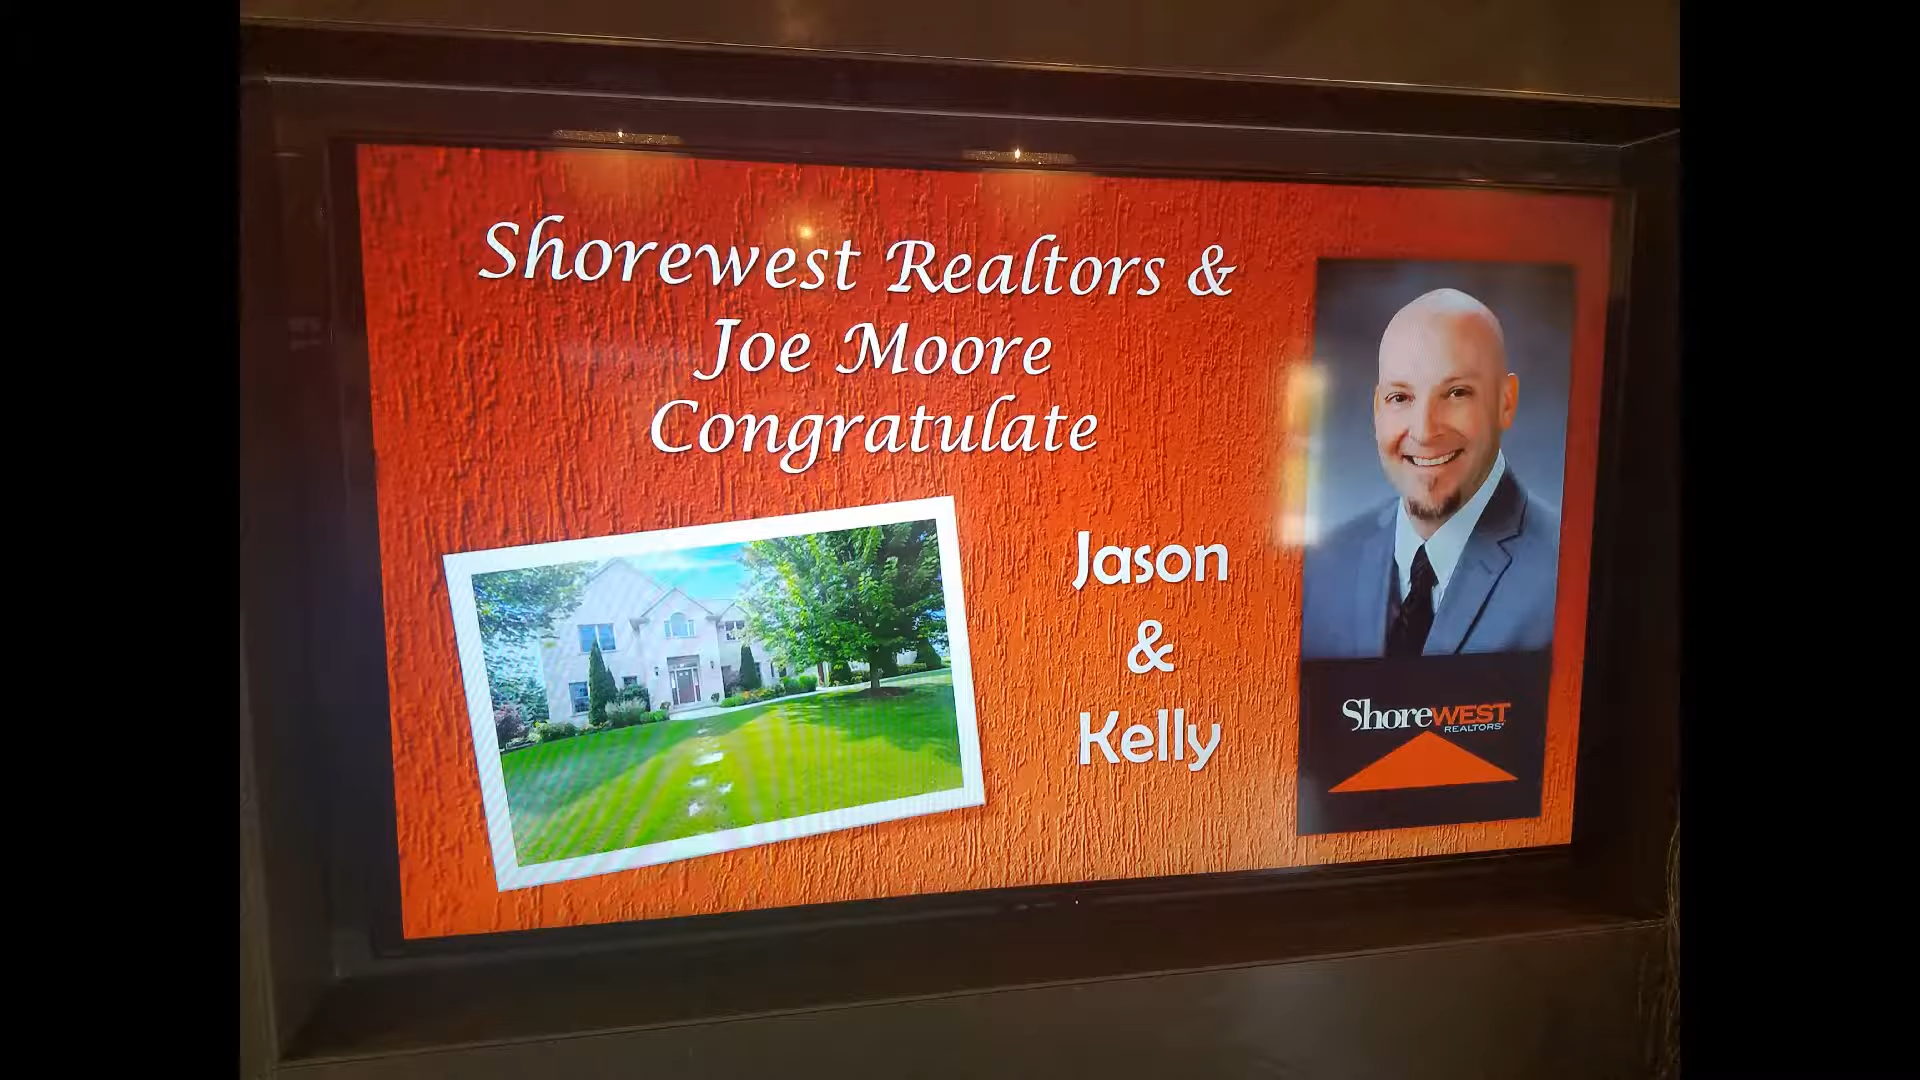 Shorewest Realtors &
Joe Moore
Congratulate
Jason
&
Kelly
ShoreWEST
REALTORS®